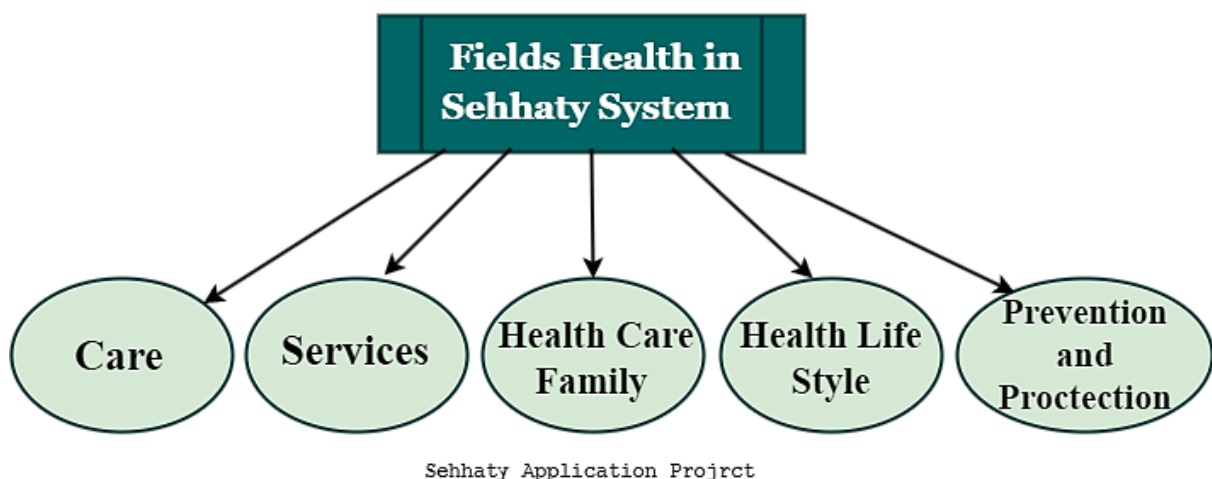 Fields Health in
Sehhaty System
Care
Services
Health Care
Family
Health Life
Style
Prevention
and
Proctection
Sehhaty Application Projrct